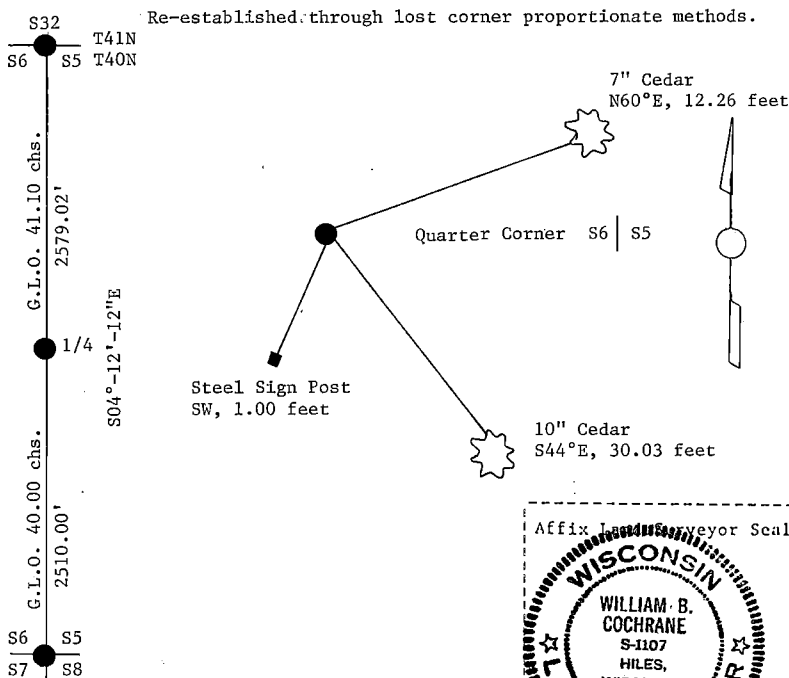 Re-established through lost corner proportionate methods.
S32
T41N
S6 S5 T40N
G.L.O. 41.10 chs.
2579.02'
1/4
S04°-12'-12"E
G.L.O. 40.00 chs.
2510.00'
S6 S5
S7 S8
7" Cedar
N60°E, 12.26 feet
Quarter Corner S6 S5
Steel Sign Post
SW, 1.00 feet
10" Cedar
S44°E, 30.03 feet
Affix Land Surveyor Seal
WISCONSIN
WILLIAM B.
COCHRANE
S-1107
HILES,